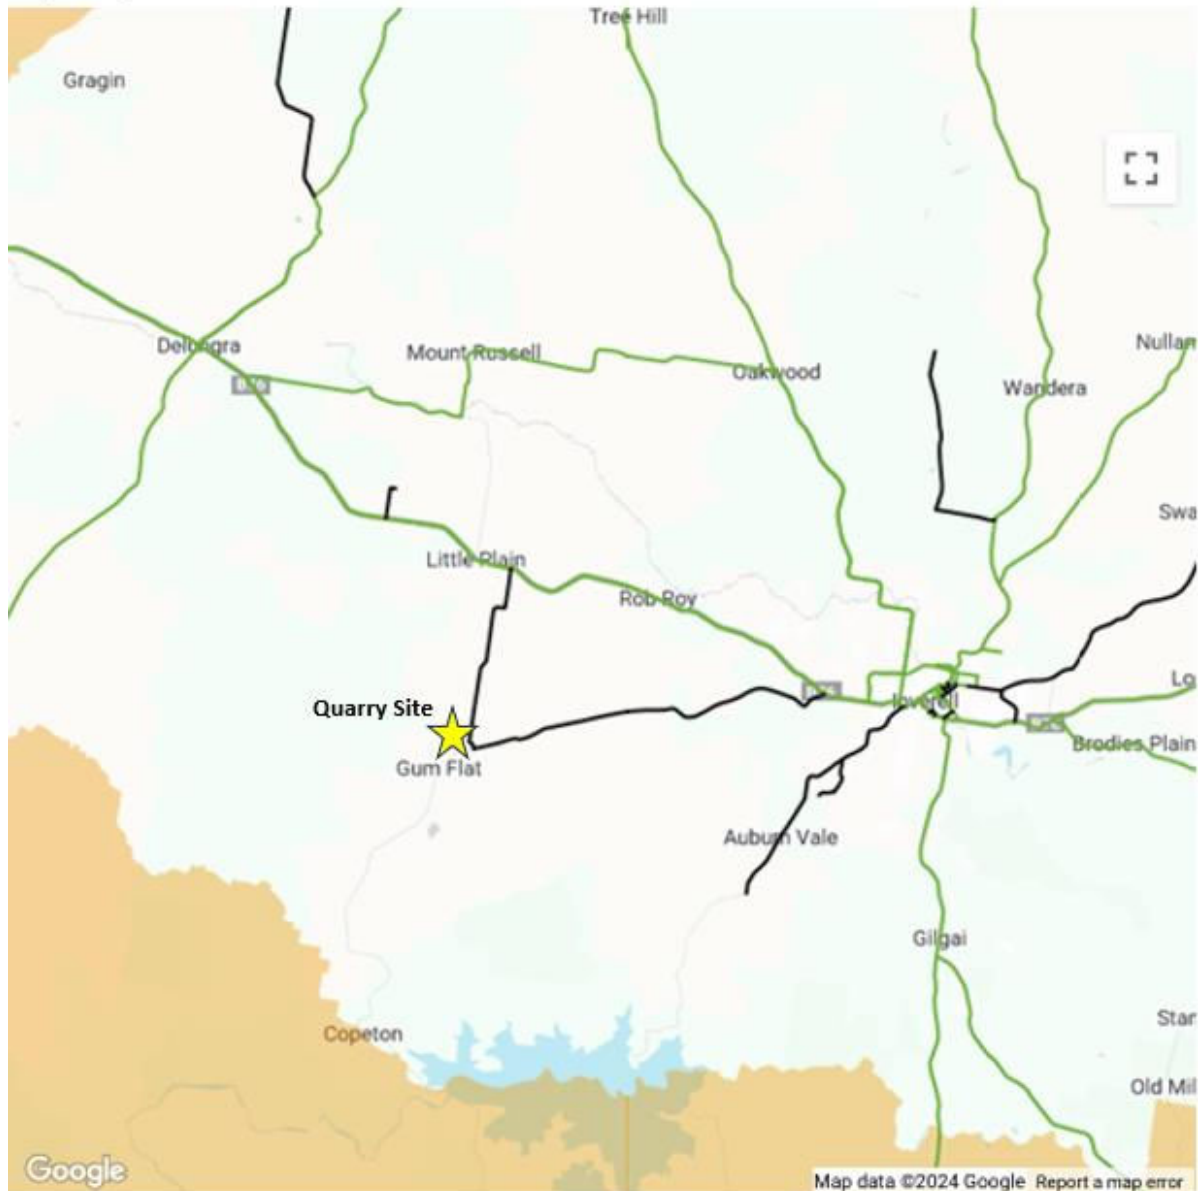 Tree Hill
Gragin
Delungra
Mount Russell
Oakwood
Nullan
Wandera
Swa
Little Plain
Rob Roy
Inverell
Lo
Quarry Site
Gum Flat
Brodies Plain
Auburn Vale
Gilgai
Copeton
Star
Old Mil
Google
Map data ©2024 Google Report a map error